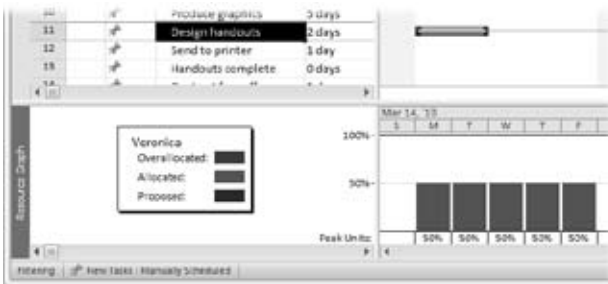 10 Produce graphics 5 days
11 Design handouts 2 days
12 Send to printer 1 day
13 Handouts complete 0 days
Mar 14, '10
S M T W T F
Veronica
Overallocated:
Allocated:
Proposed:
100%
50%
Peak Units:
50% 50% 50% 50% 50%
Resource Graph
Filtering New Tasks : Manually Scheduled